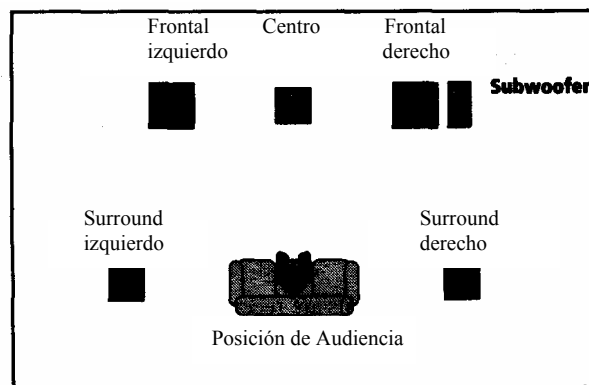 Frontal
izquierdo
Centro
Frontal
derecho
Subwoofer
Surround
izquierdo
Surround
derecho
Posición de Audiencia